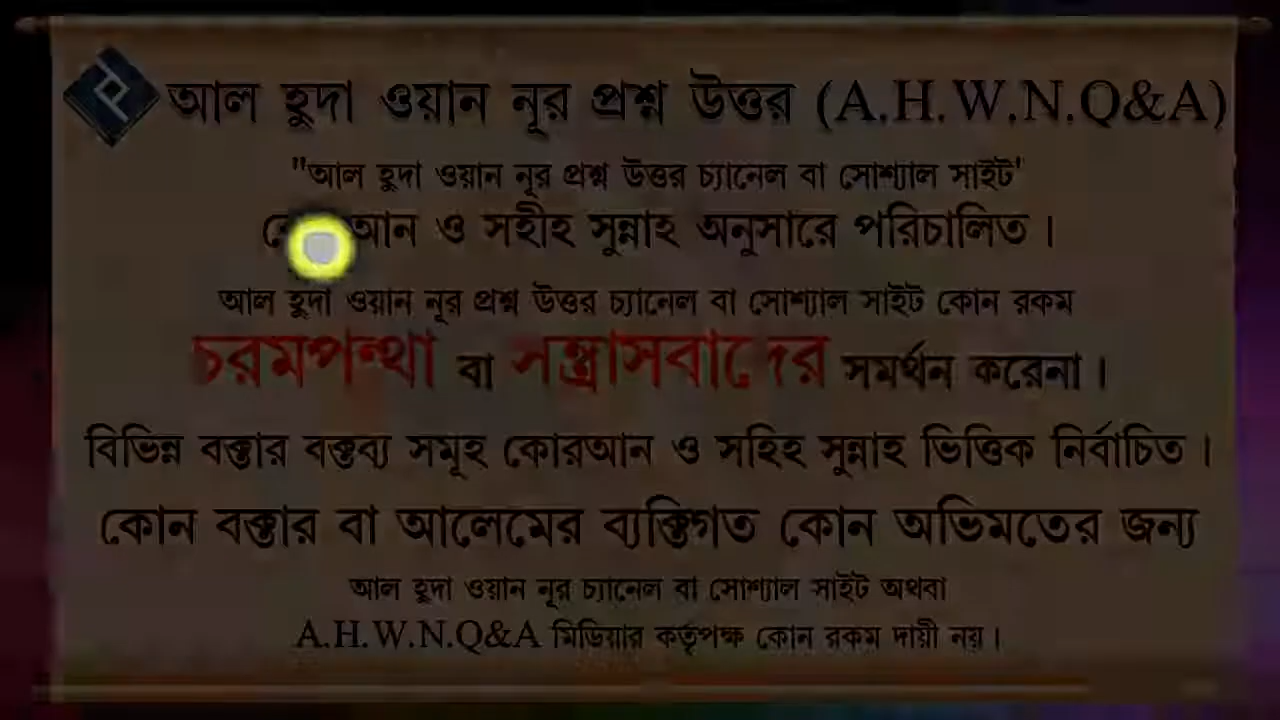 আল হুদা ওয়ান নূর প্রশ্ন উত্তর (A.H.W.N.Q&A)
"আল হুদা ওয়ান নূর প্রশ্ন উত্তর চ্যানেল বা সোশ্যাল সাইট'
ও সহীহ সুন্নাহ অনুসারে পরিচালিত।
আল হুদা ওয়ান নূর প্রশ্ন উত্তর চ্যানেল বা সোশ্যাল সাইট কোন রকম
চরমপন্থা বা সন্ত্রাসবাদের সমর্থন করেনা।
বিভিন্ন বক্তার বক্তব্য সমূহ কোরআন ও সহিহ সুন্নাহ ভিত্তিক নির্বাচিত।
কোন বক্তার বা আলেমের ব্যক্তিগত কোন অভিমতের জন্য
আল হুদা ওয়ান নূর চ্যানেল বা সোশ্যাল সাইট অথবা
A.H.W.N.Q&A মিডিয়ার কর্তৃপক্ষ কোন রকম দায়ী নয়।